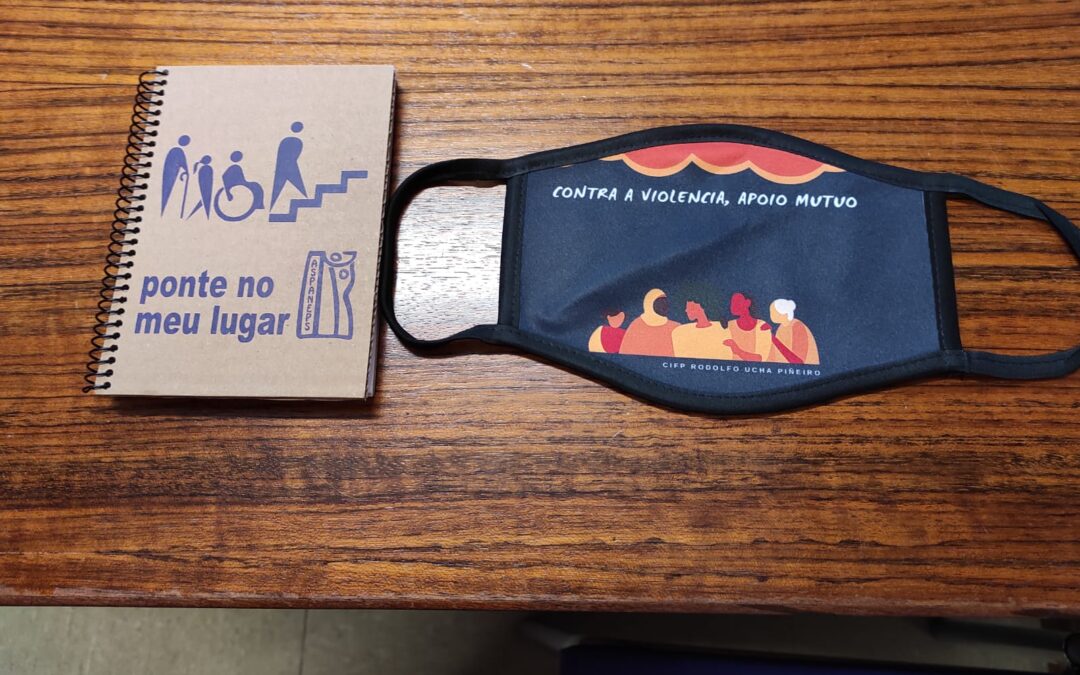 ponte no
meu lugar
ASPANEPS
CONTRA A VIOLENCIA, APOIO MUTUO
CIFP RODOLFO UCHA PIÑEIRO